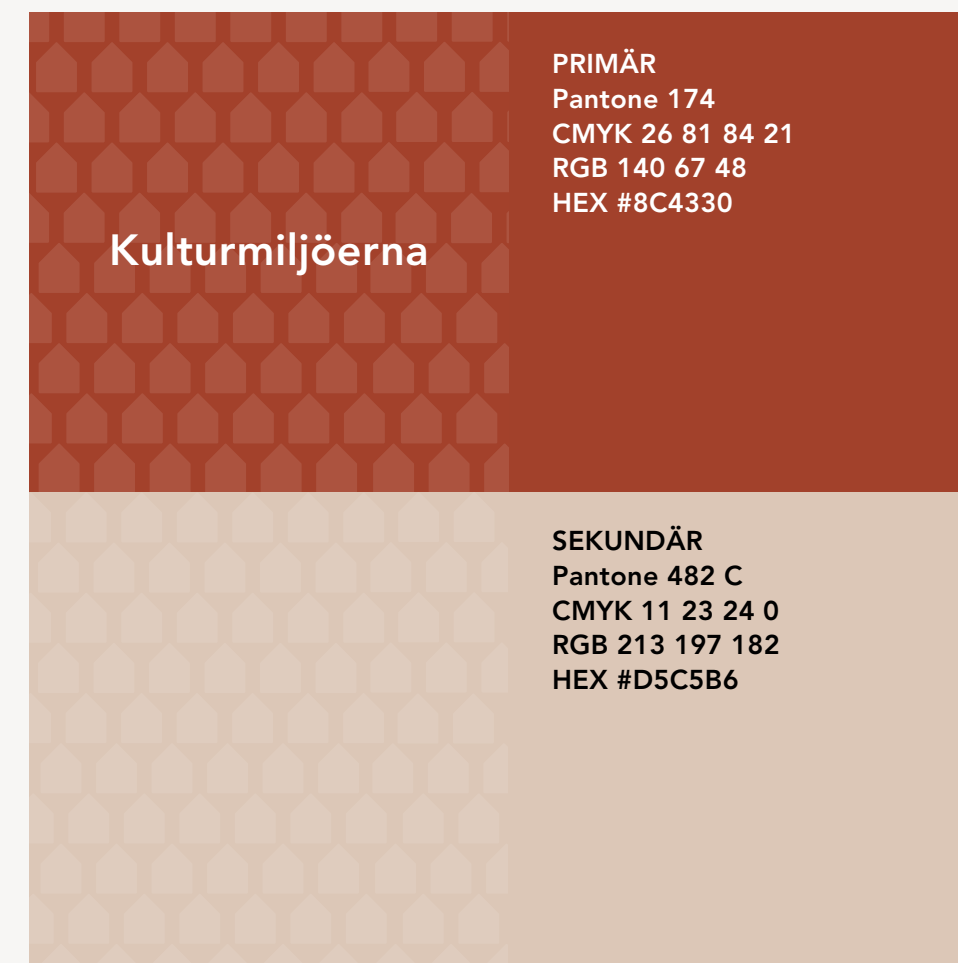 Kulturmiljöerna
PRIMÄR
Pantone 174
CMYK 26 81 84 21
RGB 140 67 48
HEX #8C4330
SEKUNDÄR
Pantone 482 C
CMYK 11 23 24 0
RGB 213 197 182
HEX #D5C5B6